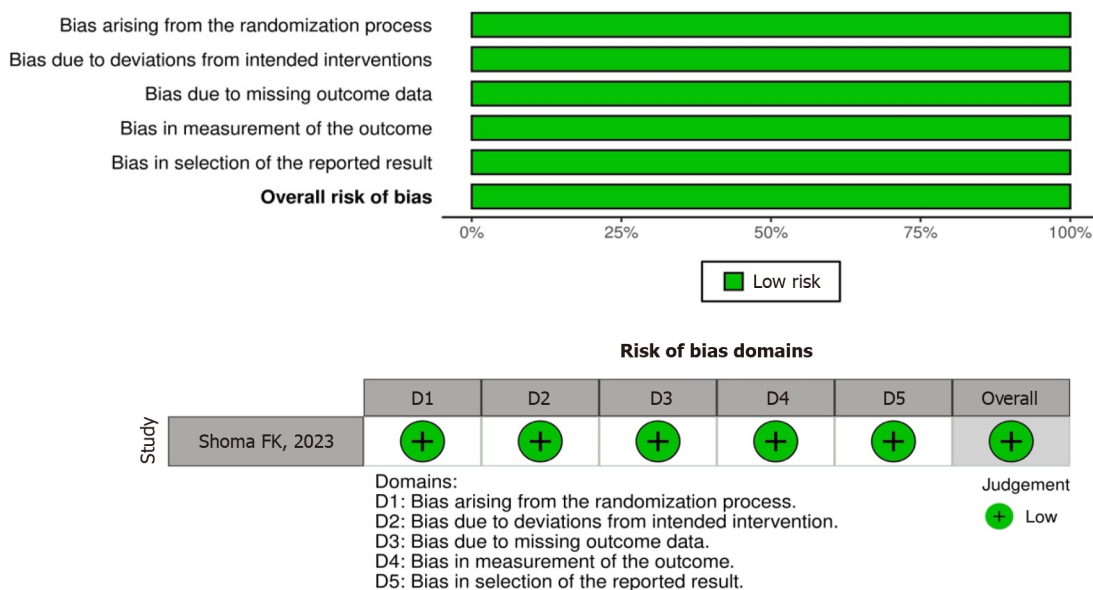 Bias arising from the randomization process
Bias due to deviations from intended interventions
Bias due to missing outcome data
Bias in measurement of the outcome
Bias in selection of the reported result
Overall risk of bias
0% 25% 50% 75% 100%
Low risk
Risk of bias domains
D1 D2 D3 D4 D5 Overall
Study
Shoma FK, 2023 + + + + + +
Domains:
D1: Bias arising from the randomization process.
D2: Bias due to deviations from intended intervention.
D3: Bias due to missing outcome data.
D4: Bias in measurement of the outcome.
D5: Bias in selection of the reported result.
Judgement
+ Low